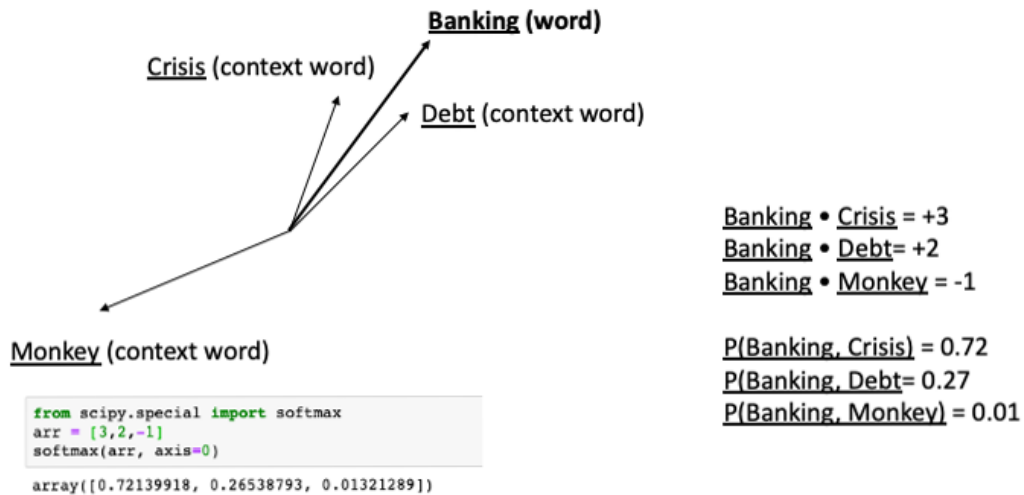 Banking (word)
Crisis (context word)
Debt (context word)
Banking • Crisis = +3
Banking • Debt= +2
Banking • Monkey = -1
Monkey (context word)
P(Banking, Crisis) = 0.72
P(Banking, Debt= 0.27
P(Banking, Monkey) = 0.01
from scipy.special import softmax
arr = [3,2,-1]
softmax(arr, axis=0)
array([0.72139918, 0.26538793, 0.01321289])